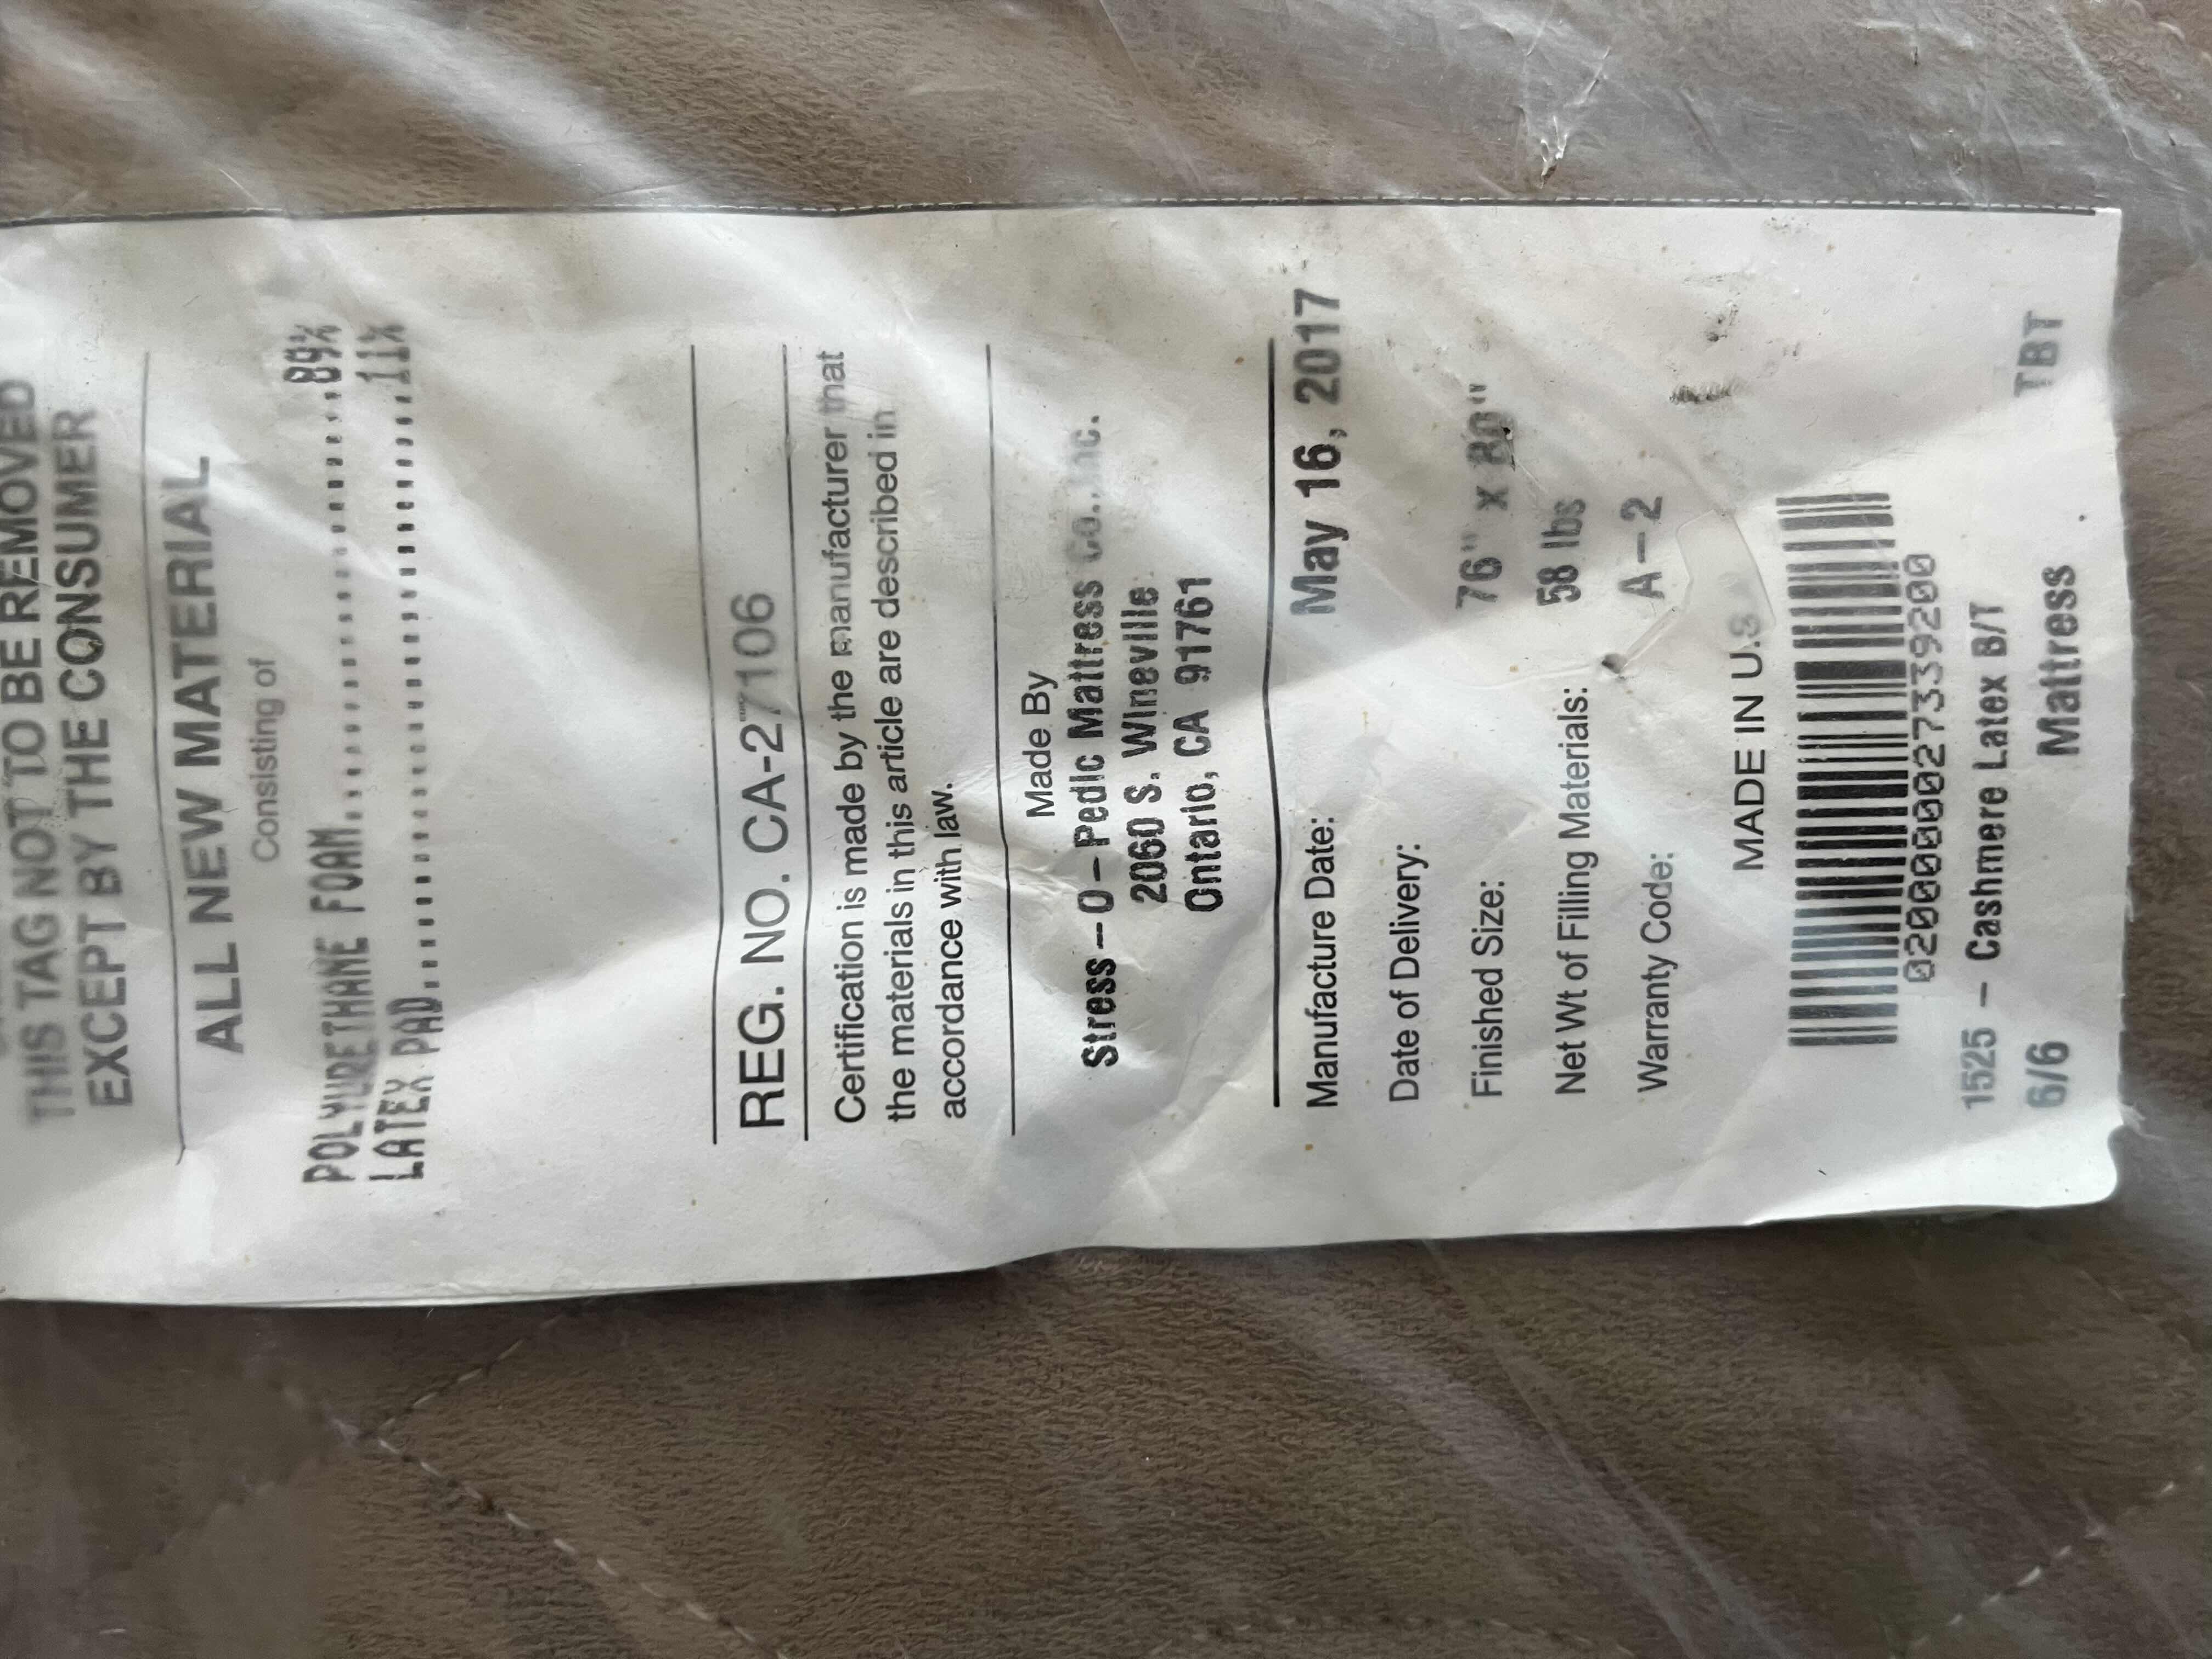 THIS TAG NOT TO BE REMOVED
EXCEPT BY THE CONSUMER
ALL NEW MATERIAL
Consisting of
POLYURETHANE FOAM..................89%
LATEX PAD..........................11%
REG. NO. CA-27106
Certification is made by the manufacturer that
the materials in this article are described in
accordance with law.
Made By
Stress-O-Pedic Mattress Co.,Inc.
2060 S. Wineville
Ontario, CA 91761
Manufacture Date: May 16, 2017
Date of Delivery:
Finished Size: 76" x 80"
Net Wt of Filling Materials: 58 lbs
Warranty Code: A-2
MADE IN U.S
0200000273339200
1525 - Cashmere Latex B/T
6/6 Mattress TBT